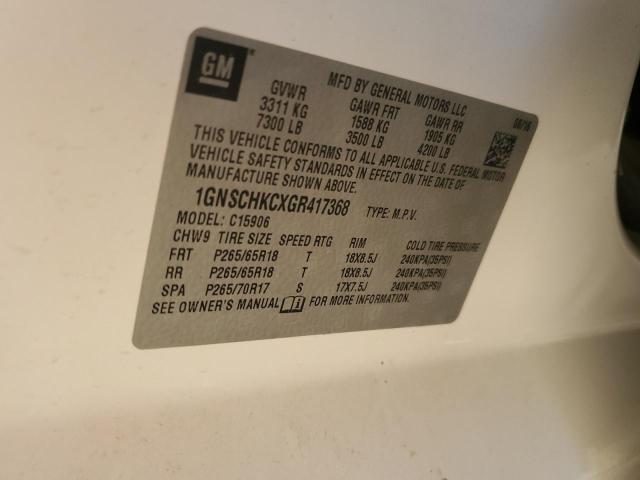 GM
MFD BY GENERAL MOTORS LLC
06/16
GVWR GAWR FRT GAWR RR
3311 KG 1588 KG 1905 KG
7300 LB 3500 LB 4200 LB
THIS VEHICLE CONFORMS TO ALL APPLICABLE U.S. FEDERAL MOTOR
VEHICLE SAFETY STANDARDS IN EFFECT ON THE DATE OF
MANUFACTURE SHOWN ABOVE.
1GNSCHKCXGR417368 TYPE: M.P.V.
MODEL: C15906
CHW9 TIRE SIZE SPEED RTG RIM COLD TIRE PRESSURE
FRT P265/65R18 T 18X8.5J 240KPA(35PSI)
RR P265/65R18 T 18X8.5J 240KPA(35PSI)
SPA P265/70R17 S 17X7.5J 240KPA(35PSI)
SEE OWNER'S MANUAL FOR MORE INFORMATION.